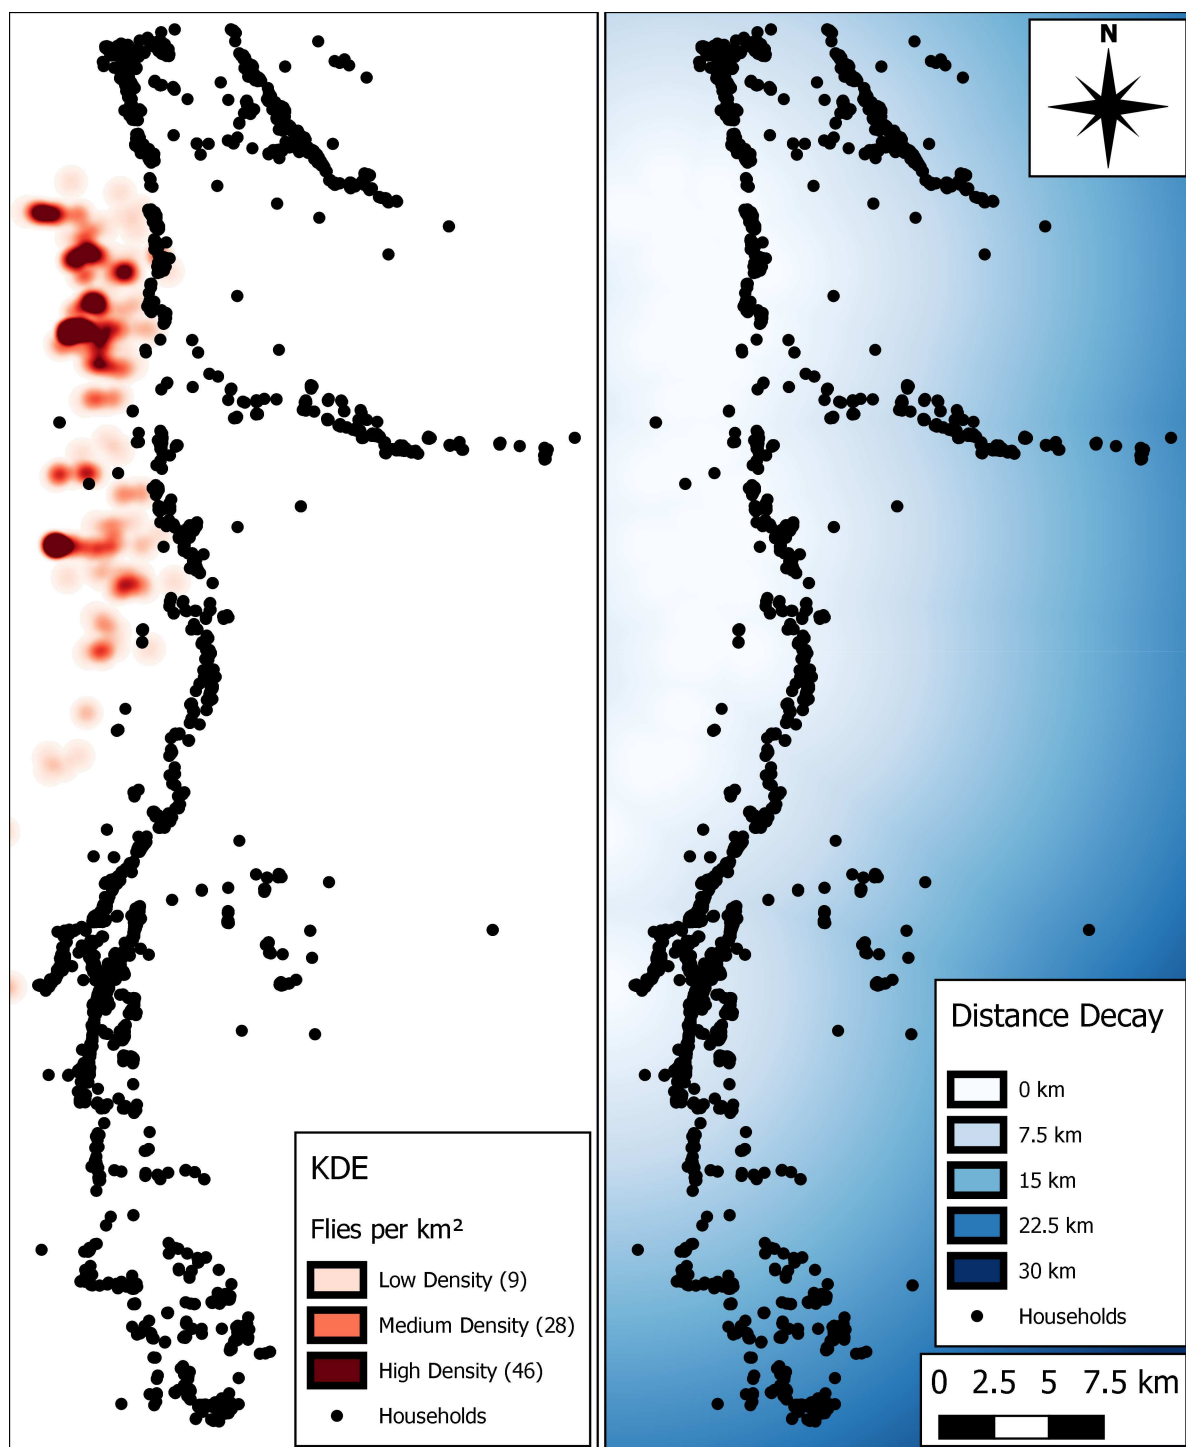 N
KDE
Flies per km²
Low Density (9)
Medium Density (28)
High Density (46)
Households
Distance Decay
0 km
7.5 km
15 km
22.5 km
30 km
Households
0 2.5 5 7.5 km